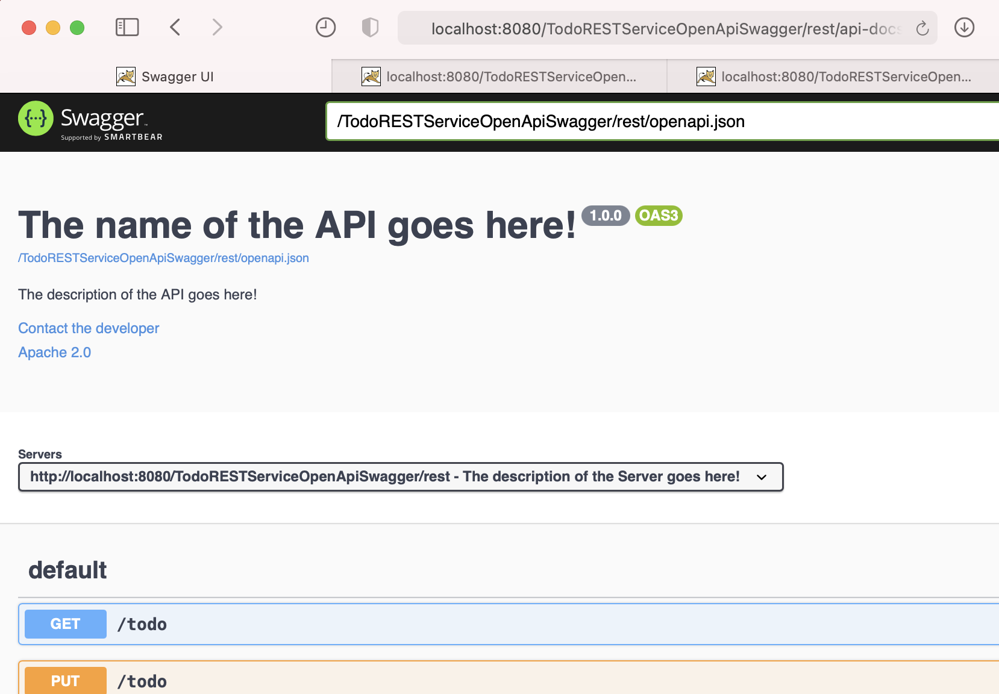 localhost:8080/TodoRESTServiceOpenApiSwagger/rest/api-docs
Swagger UI
localhost:8080/TodoRESTServiceOpen...
localhost:8080/TodoRESTServiceOpen...
{...} Swagger™
Supported by SMARTBEAR
/TodoRESTServiceOpenApiSwagger/rest/openapi.json
The name of the API goes here! 1.0.0 OAS3
/TodoRESTServiceOpenApiSwagger/rest/openapi.json
The description of the API goes here!
Contact the developer
Apache 2.0
Servers
http://localhost:8080/TodoRESTServiceOpenApiSwagger/rest - The description of the Server goes here!
default
GET /todo
PUT /todo